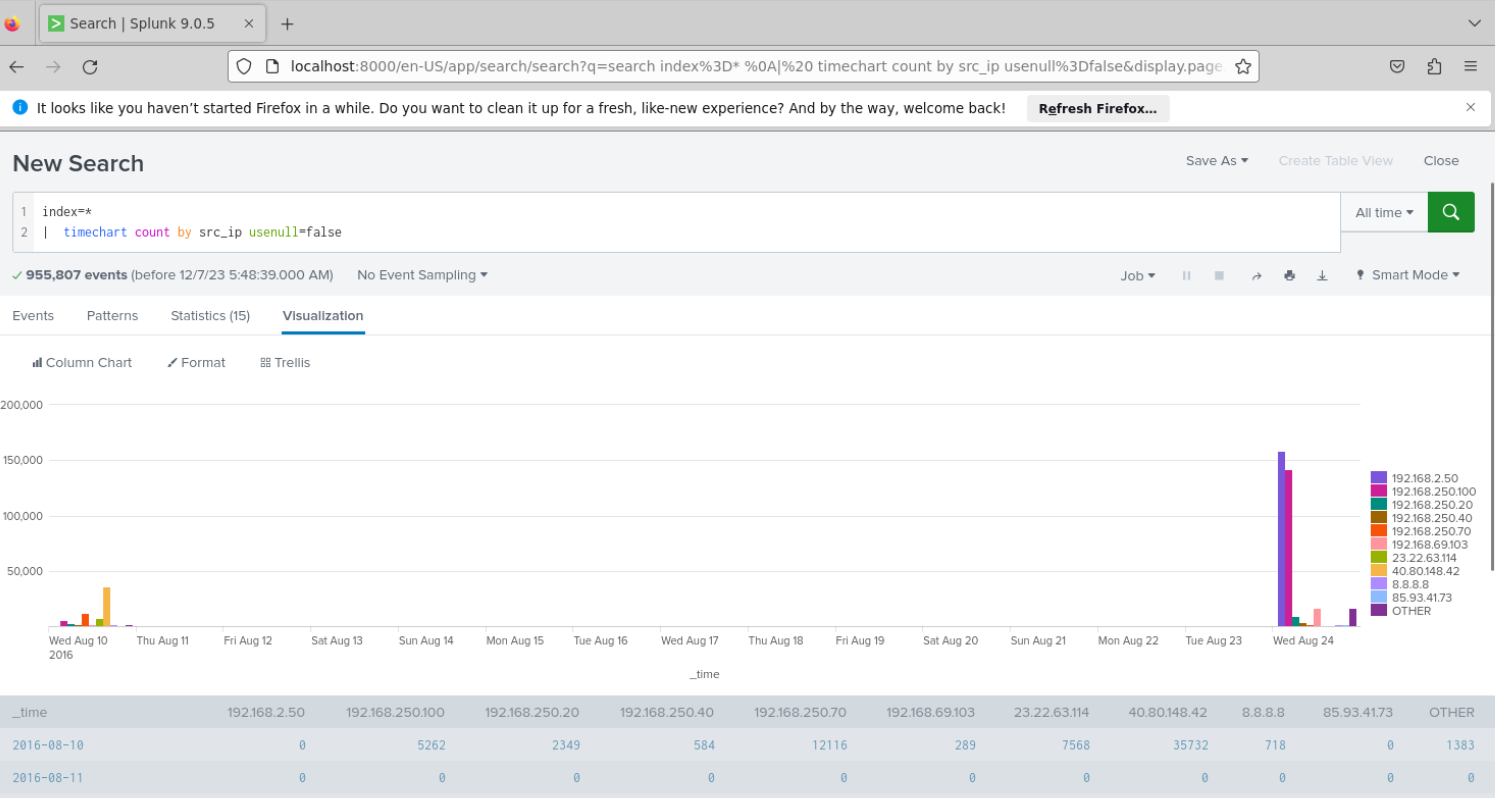 Search | Splunk 9.0.5
localhost:8000/en-US/app/search/search?q=search index%3D* %0A|%20 timechart count by src_ip usenull%3Dfalse&display.page.
It looks like you haven’t started Firefox in a while. Do you want to clean it up for a fresh, like-new experience? And by the way, welcome back! Refresh Firefox…
New Search
Save As Create Table View Close
1 index=*
2 | timechart count by src_ip usenull=false
All time
955,807 events (before 12/7/23 5:48:39.000 AM) No Event Sampling
Job Smart Mode
Events Patterns Statistics (15) Visualization
Column Chart Format Trellis
200,000
150,000
100,000
50,000
192.168.2.50
192.168.250.100
192.168.250.20
192.168.250.40
192.168.250.70
192.168.69.103
23.22.63.114
40.80.148.42
8.8.8.8
85.93.41.73
OTHER
Wed Aug 10 Thu Aug 11 Fri Aug 12 Sat Aug 13 Sun Aug 14 Mon Aug 15 Tue Aug 16 Wed Aug 17 Thu Aug 18 Fri Aug 19 Sat Aug 20 Sun Aug 21 Mon Aug 22 Tue Aug 23 Wed Aug 24
2016
_time
_time 192.168.2.50 192.168.250.100 192.168.250.20 192.168.250.40 192.168.250.70 192.168.69.103 23.22.63.114 40.80.148.42 8.8.8.8 85.93.41.73 OTHER
2016-08-10 0 5262 2349 584 12116 289 7568 35732 718 0 1383
2016-08-11 0 0 0 0 0 0 0 0 0 0 0